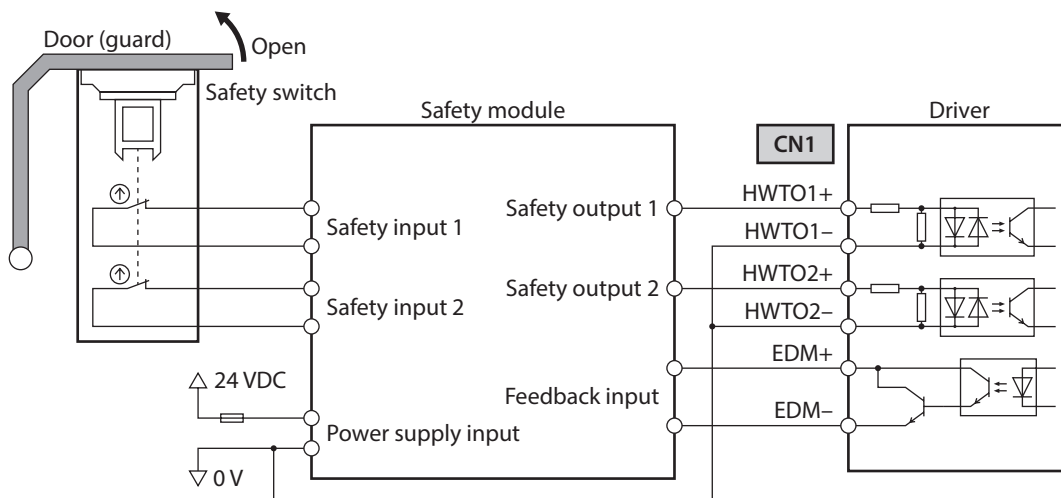 Door (guard)
Open
Safety switch
Safety module
Driver
CN1
Safety input 1
Safety output 1
HWTO1+
HWTO1−
Safety input 2
Safety output 2
HWTO2+
HWTO2−
24 VDC
Feedback input
EDM+
EDM−
Power supply input
0 V